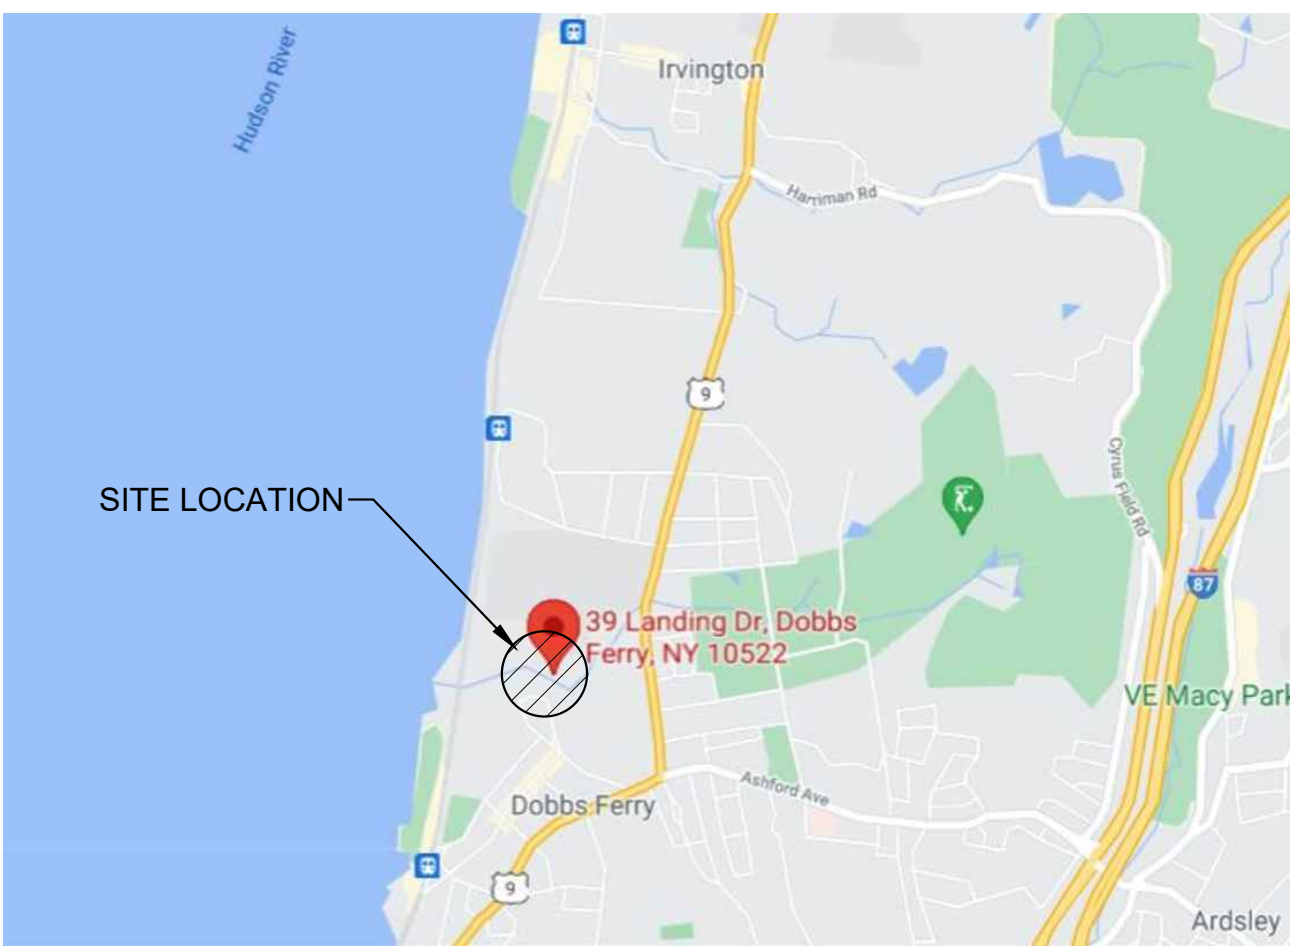 Irvington
Hudson River
Harriman Rd
9
Cyrus Field Rd
SITE LOCATION
87
39 Landing Dr, Dobbs
Ferry, NY 10522
VE Macy Park
Ashford Ave
Dobbs Ferry
9
Ardsley